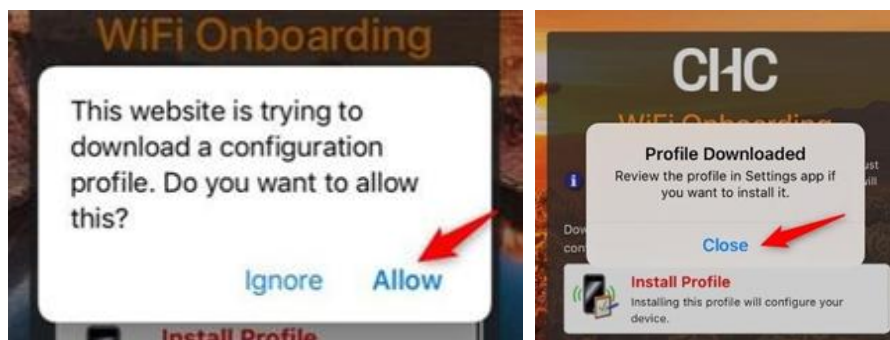 WiFi Onboarding
This website is trying to
download a configuration
profile. Do you want to allow
this?
Ignore Allow
Install Profile
CHC
WiFi Onboarding
Profile Downloaded
Review the profile in Settings app if
you want to install it.
Close
Install Profile
Installing this profile will configure your
device.